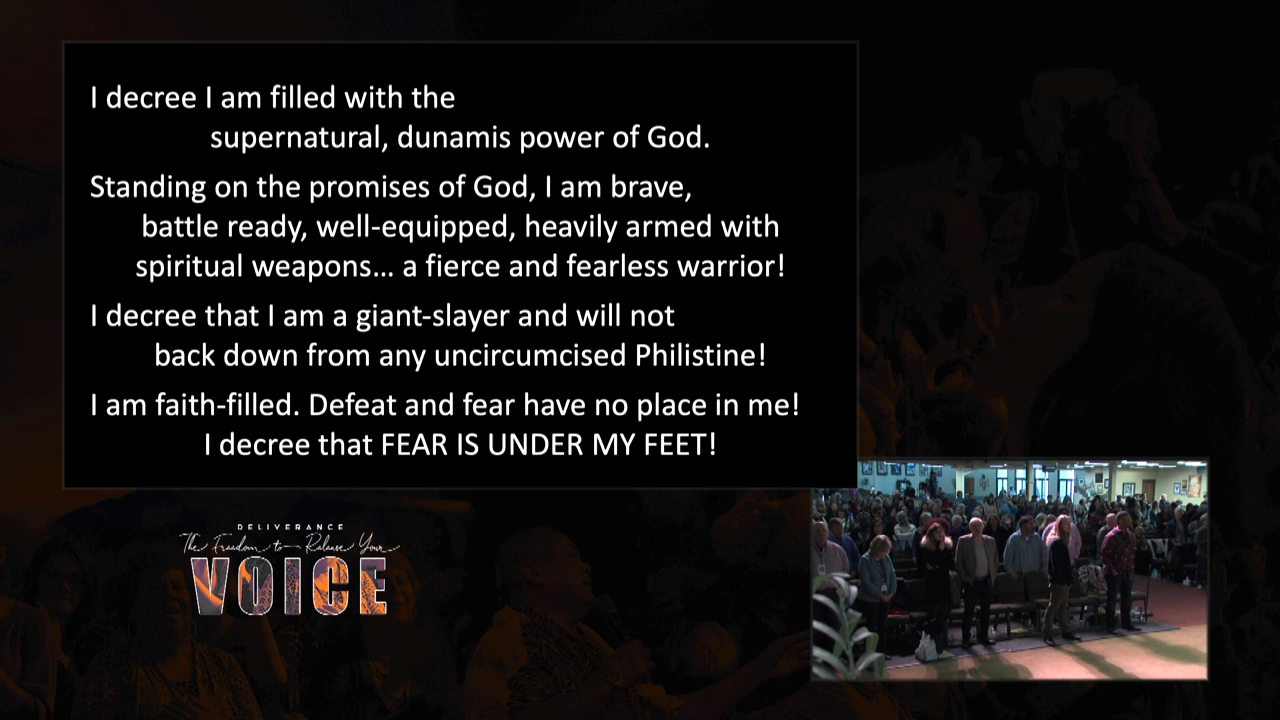 I decree I am filled with the
supernatural, dunamis power of God.
Standing on the promises of God, I am brave,
battle ready, well-equipped, heavily armed with
spiritual weapons... a fierce and fearless warrior!
I decree that I am a giant-slayer and will not
back down from any uncircumcised Philistine!
I am faith-filled. Defeat and fear have no place in me!
I decree that FEAR IS UNDER MY FEET!
DELIVERANCE
The Freedom to Release Your
VOICE